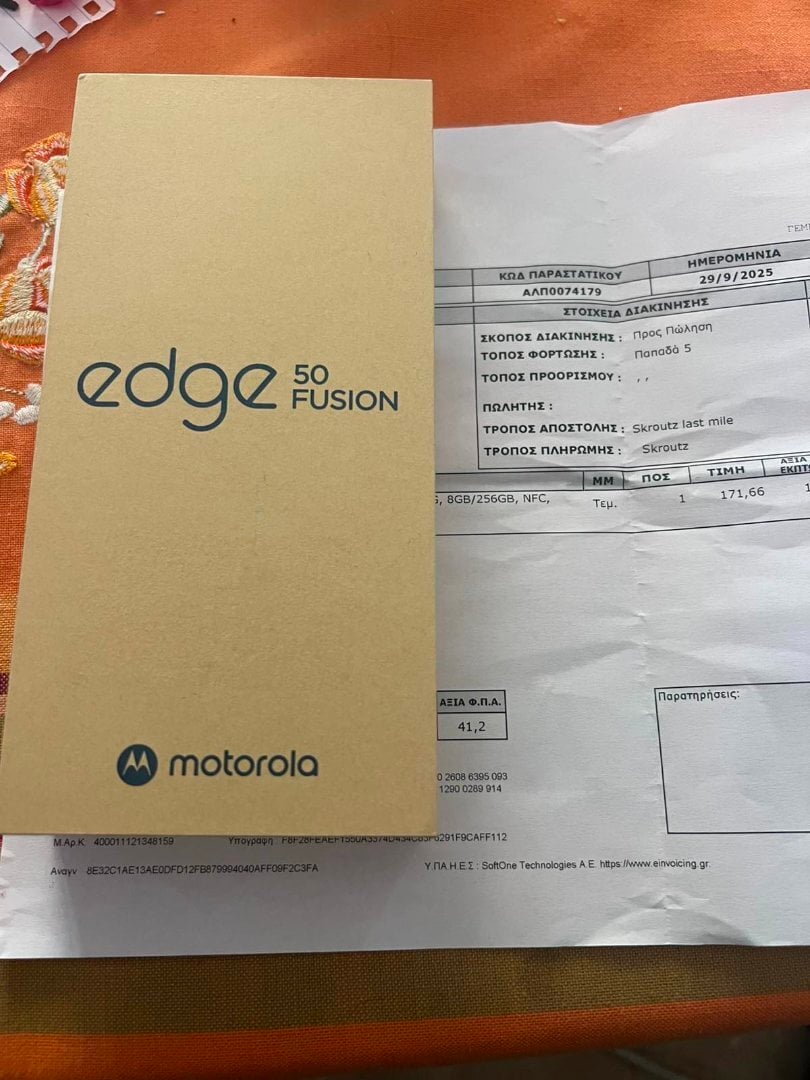 edge 50
FUSION
motorola
ΚΩΔ ΠΑΡΑΣΤΑΤΙΚΟΥ
ΗΜΕΡΟΜΗΝΙΑ
ΑΛΠ0074179
29/9/2025
ΣΤΟΙΧΕΙΑ ΔΙΑΚΙΝΗΣΗΣ
ΣΚΟΠΟΣ ΔΙΑΚΙΝΗΣΗΣ : Προς Πώληση
ΤΟΠΟΣ ΦΟΡΤΩΣΗΣ : Παπαδά 5
ΤΟΠΟΣ ΠΡΟΟΡΙΣΜΟΥ : , ,
ΠΩΛΗΤΗΣ :
ΤΡΟΠΟΣ ΑΠΟΣΤΟΛΗΣ : Skroutz last mile
ΤΡΟΠΟΣ ΠΛΗΡΩΜΗΣ : Skroutz
ΜΜ ΠΟΣ ΤΙΜΗ ΑΞΙΑ
8GB/256GB, NFC, Τεμ. 1 171,66
ΑΞΙΑ Φ.Π.Α.
41,2
Παρατηρήσεις:
0 2608 6395 093
1290 0289 914
Μ.Αρ.Κ 400011121348159 Υπογραφή :
Αναγν 8E32C1AE13AE0DFD12FB879994040AFF09F2C3FA
Υ.ΠΑ.Η.Ε.Σ : SoftOne Technologies A.E. https://www.einvoicing.gr.